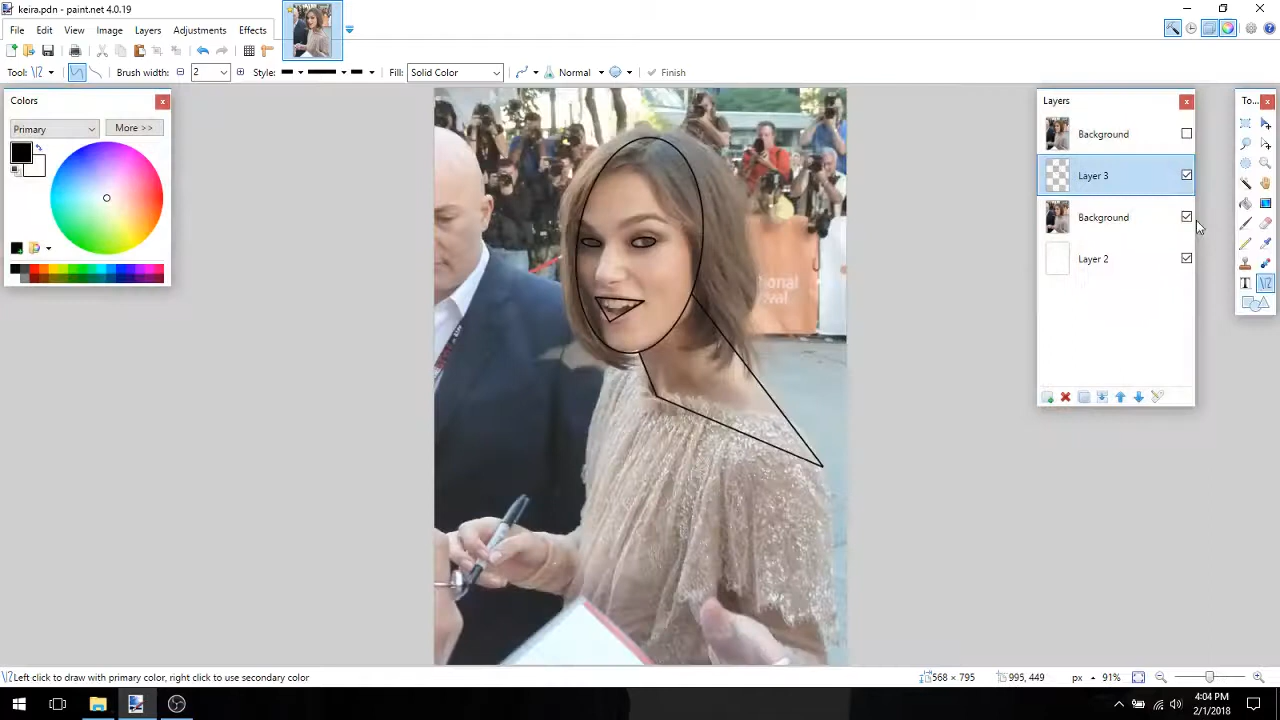 keira.pdn - paint.net 4.0.19
File Edit View Image Layers Adjustments Effects
Tool: Brush width: 2 Style: Fill: Solid Color Normal Finish
Colors
Primary More >>
Layers
Background
Layer 3
Background
Layer 2
To...
Left click to draw with primary color, right click to use secondary color
568 × 795 995, 449 px 91%
4:04 PM
2/1/2018